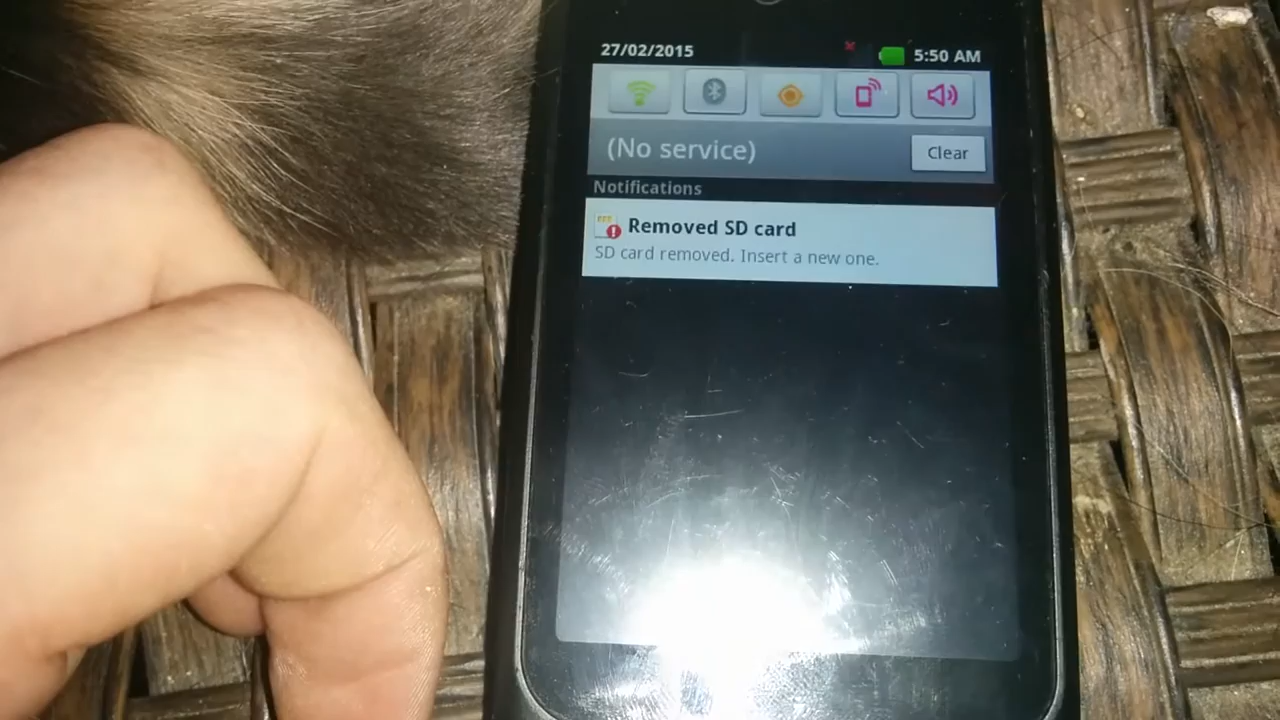 27/02/2015 5:50 AM
(No service) Clear
Notifications
Removed SD card
SD card removed. Insert a new one.